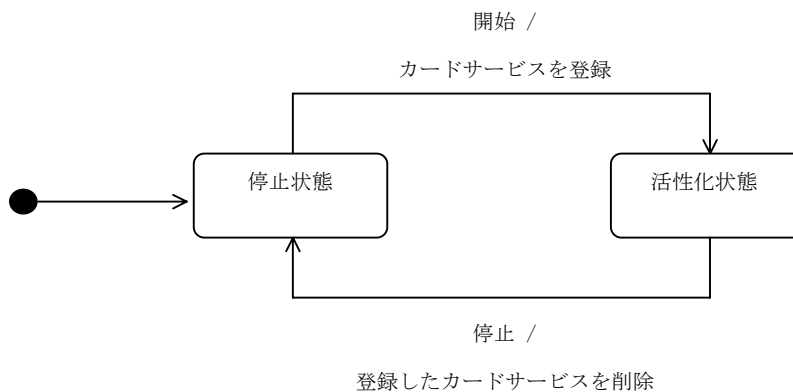 開始 /
カードサービスを登録
停止状態
活性化状態
停止 /
登録したカードサービスを削除